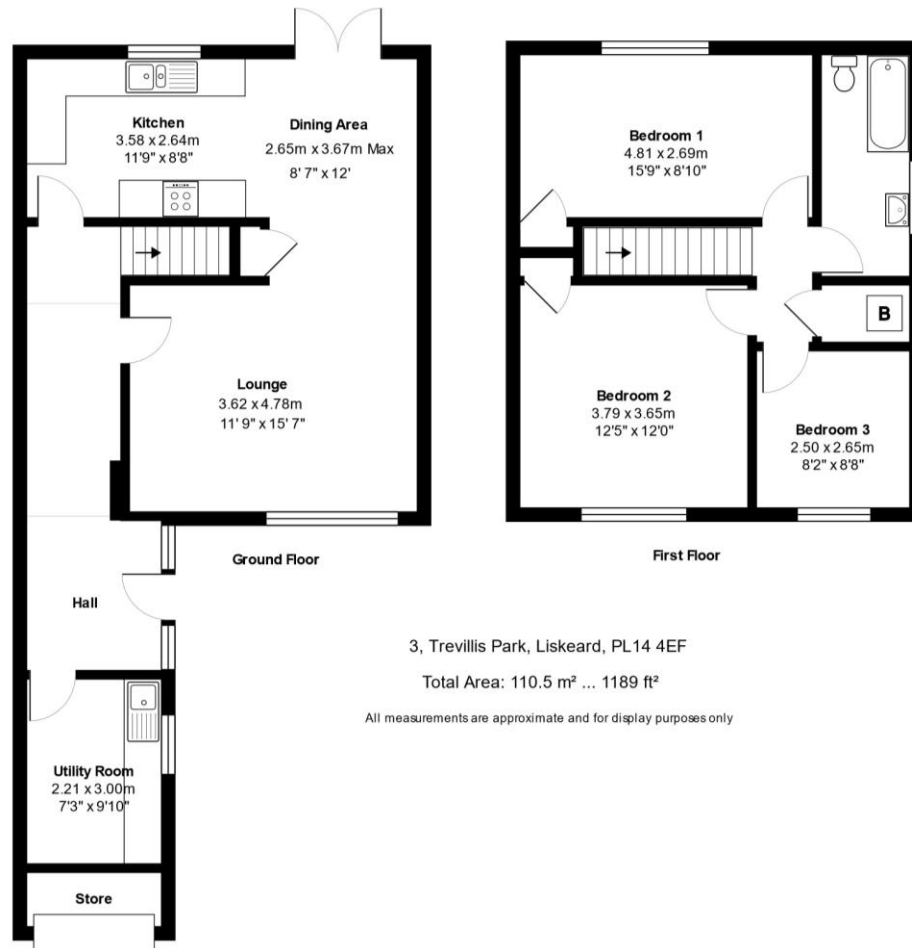 Kitchen
3.58 x 2.64m
11'9" x 8'8"
Dining Area
2.65m x 3.67m Max
8' 7" x 12'
Lounge
3.62 x 4.78m
11' 9" x 15' 7"
Ground Floor
Hall
Utility Room
2.21 x 3.00m
7'3" x 9'10"
Store
Bedroom 1
4.81 x 2.69m
15'9" x 8'10"
B
Bedroom 2
3.79 x 3.65m
12'5" x 12'0"
Bedroom 3
2.50 x 2.65m
8'2" x 8'8"
First Floor
3, Trevillis Park, Liskeard, PL14 4EF
Total Area: 110.5 m² ... 1189 ft²
All measurements are approximate and for display purposes only